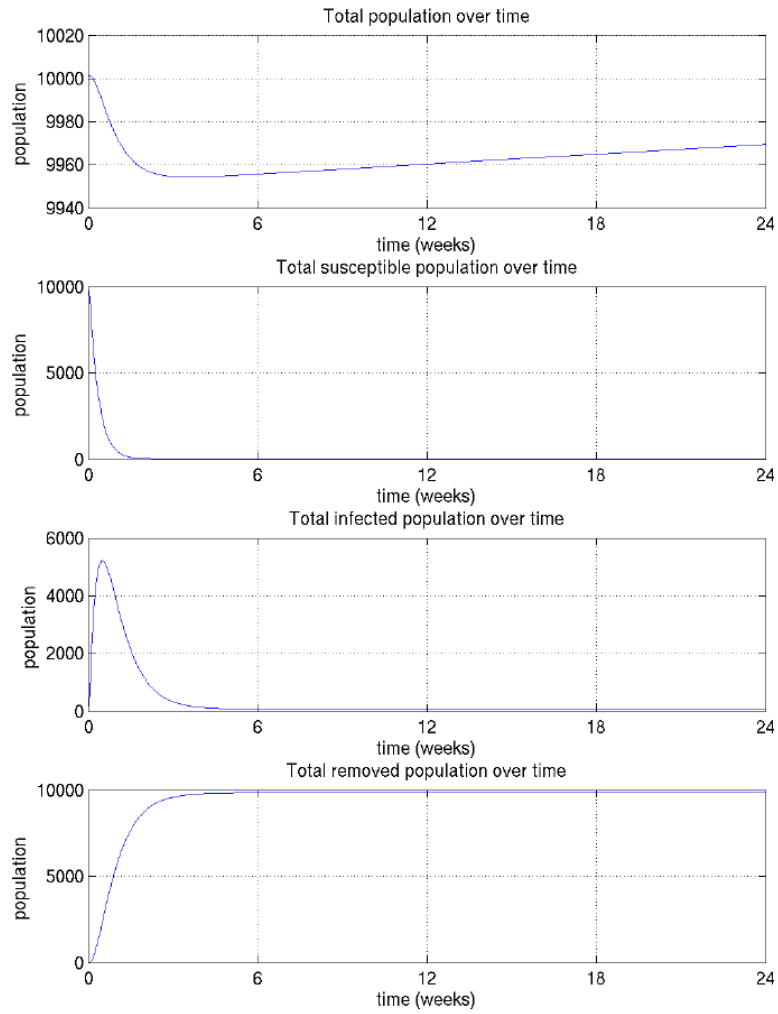 Total population over time
10020
10000
9980
9960
9940
population
0 6 12 18 24
time (weeks)
Total susceptible population over time
10000
5000
0
population
0 6 12 18 24
time (weeks)
Total infected population over time
6000
4000
2000
0
population
0 6 12 18 24
time (weeks)
Total removed population over time
10000
5000
0
population
0 6 12 18 24
time (weeks)